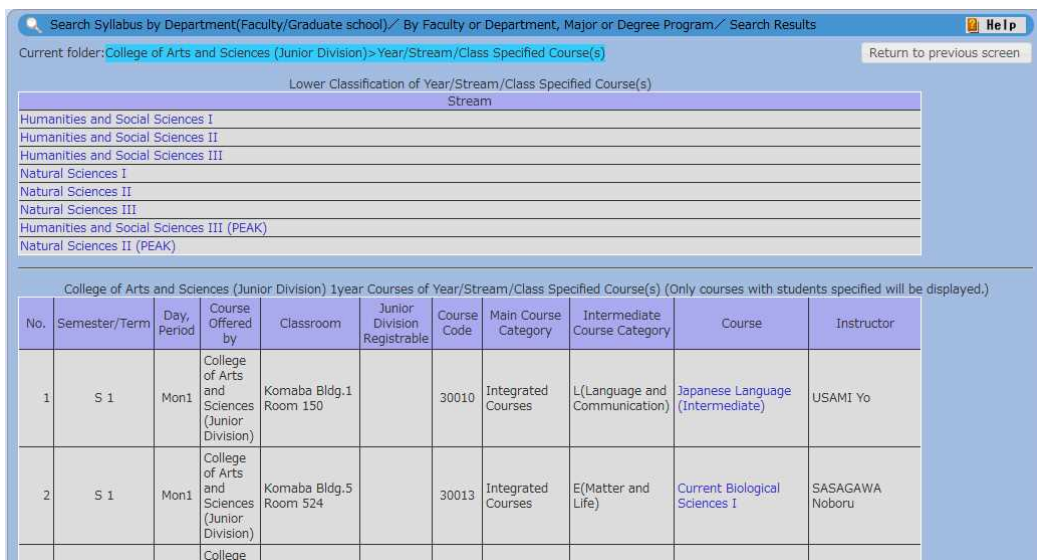 Search Syllabus by Department(Faculty/Graduate school)／ By Faculty or Department, Major or Degree Program／ Search Results
Help
Current folder:College of Arts and Sciences (Junior Division)>Year/Stream/Class Specified Course(s)
Return to previous screen
Lower Classification of Year/Stream/Class Specified Course(s)
Stream
Humanities and Social Sciences I
Humanities and Social Sciences II
Humanities and Social Sciences III
Natural Sciences I
Natural Sciences II
Natural Sciences III
Humanities and Social Sciences III (PEAK)
Natural Sciences II (PEAK)
College of Arts and Sciences (Junior Division) 1year Courses of Year/Stream/Class Specified Course(s) (Only courses with students specified will be displayed.)
No.
Semester/Term
Day,
Period
Course
Offered
by
Classroom
Junior
Division
Registrable
Course
Code
Main Course
Category
Intermediate
Course Category
Course
Instructor
1
S 1
Mon1
College
of Arts
and
Sciences
(Junior
Division)
Komaba Bldg.1
Room 150
30010
Integrated
Courses
L(Language and
Communication)
Japanese Language
(Intermediate)
USAMI Yo
2
S 1
Mon1
College
of Arts
and
Sciences
(Junior
Division)
Komaba Bldg.5
Room 524
30013
Integrated
Courses
E(Matter and
Life)
Current Biological
Sciences I
SASAGAWA
Noboru
College